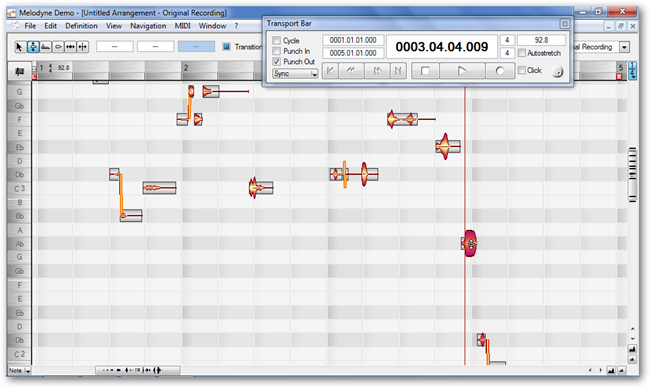 Melodyne Demo - [Untitled Arrangement - Original Recording]
File Edit Definition View Navigation MIDI Window ?
Transport Bar
Cycle 0001.01.01.000 0003.04.04.009 4 92.8
Punch In 0005.01.01.000 4 Autostretch
Punch Out
Sync Click
--- --- --- Transition al Recording
1 4/4 92.8 2 5 1/4
G
Gb
F
E
Eb
D
Db
C 3
B
Bb
A
Ab
G
Gb
F
E
Eb
D
Db
C 2
Note